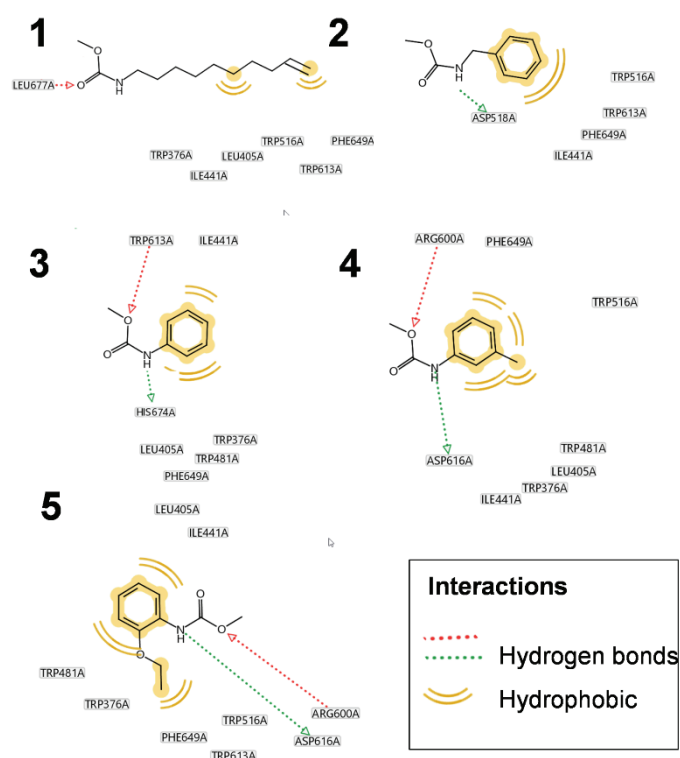 1
2
LEU677A
O
O
N
H
O
O
N
H
ASP518A
TRP516A
TRP613A
PHE649A
ILE441A
TRP376A
ILE441A
LEU405A
TRP516A
TRP613A
PHE649A
3
TRP613A
ILE441A
O
O
N
H
HIS674A
LEU405A
TRP376A
TRP481A
PHE649A
4
ARG600A
PHE649A
TRP516A
O
O
N
H
ASP616A
TRP481A
LEU405A
TRP376A
ILE441A
5
LEU405A
ILE441A
O
O
N
H
O
TRP481A
TRP376A
PHE649A
TRP516A
TRP613A
ARG600A
ASP616A
Interactions
Hydrogen bonds
Hydrophobic